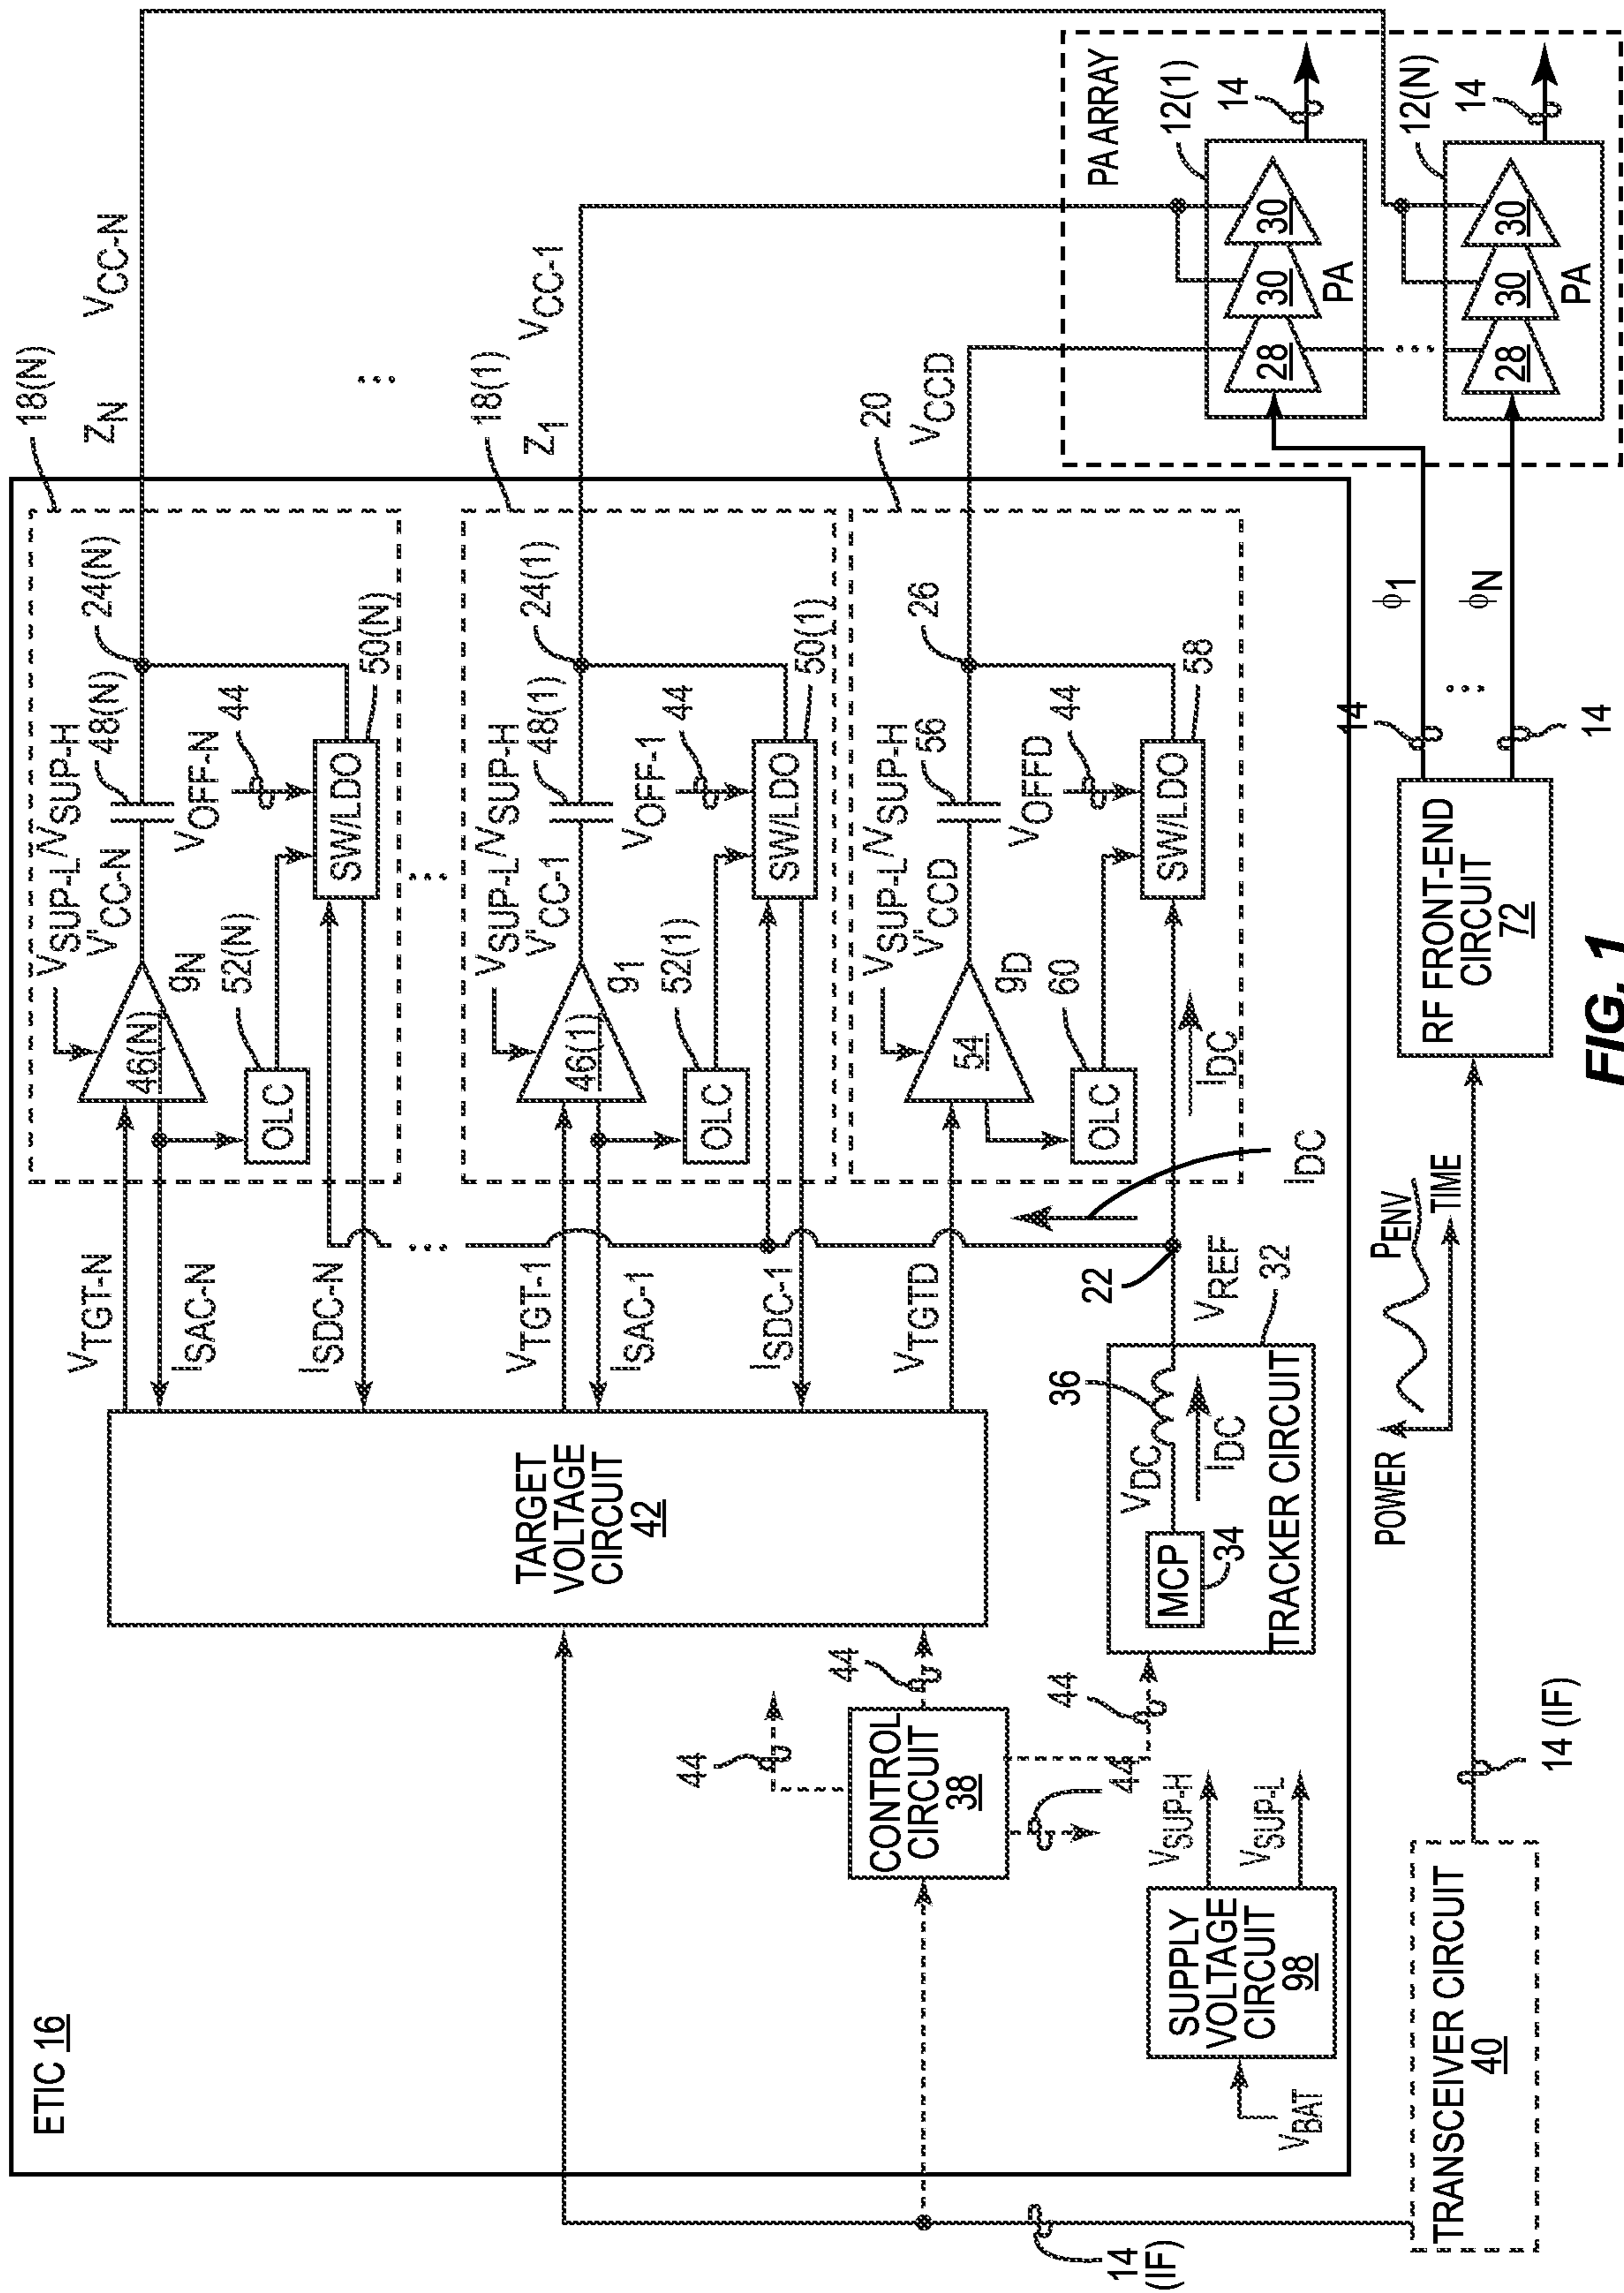 ETIC 16
TARGET
VOLTAGE
CIRCUIT
42
VTGT-N
ISAC-N
ISDC-N
VTGT-1
ISAC-1
ISDC-1
VTGTD
VSUP-L/VSUP-H
V'CC-N
46(N)
gN
48(N)
24(N)
18(N)
ZN
VCC-N
OLC
52(N)
VOFF-N
44
SW/LDO
50(N)
VSUP-L/VSUP-H
V'CC-1
46(1)
g1
48(1)
24(1)
18(1)
Z1
VCC-1
OLC
52(1)
VOFF-1
44
SW/LDO
50(1)
VSUP-L/VSUP-H
V'CCD
54
gD
56
26
20
VCCD
OLC
60
VOFFD
44
SW/LDO
58
IDC
IDC
22
VREF
32
MCP
34
VDC
36
IDC
TRACKER CIRCUIT
CONTROL
CIRCUIT
38
44
44
44
44
SUPPLY
VOLTAGE
CIRCUIT
98
VBAT
VSUP-H
VSUP-L
14
(IF)
TRANSCEIVER CIRCUIT
40
14 (IF)
POWER
PENV
TIME
RF FRONT-END
CIRCUIT
72
14
14
ϕ1
ϕN
PA ARRAY
12(1)
28
30
30
PA
14
12(N)
28
30
30
PA
14
FIG. 1